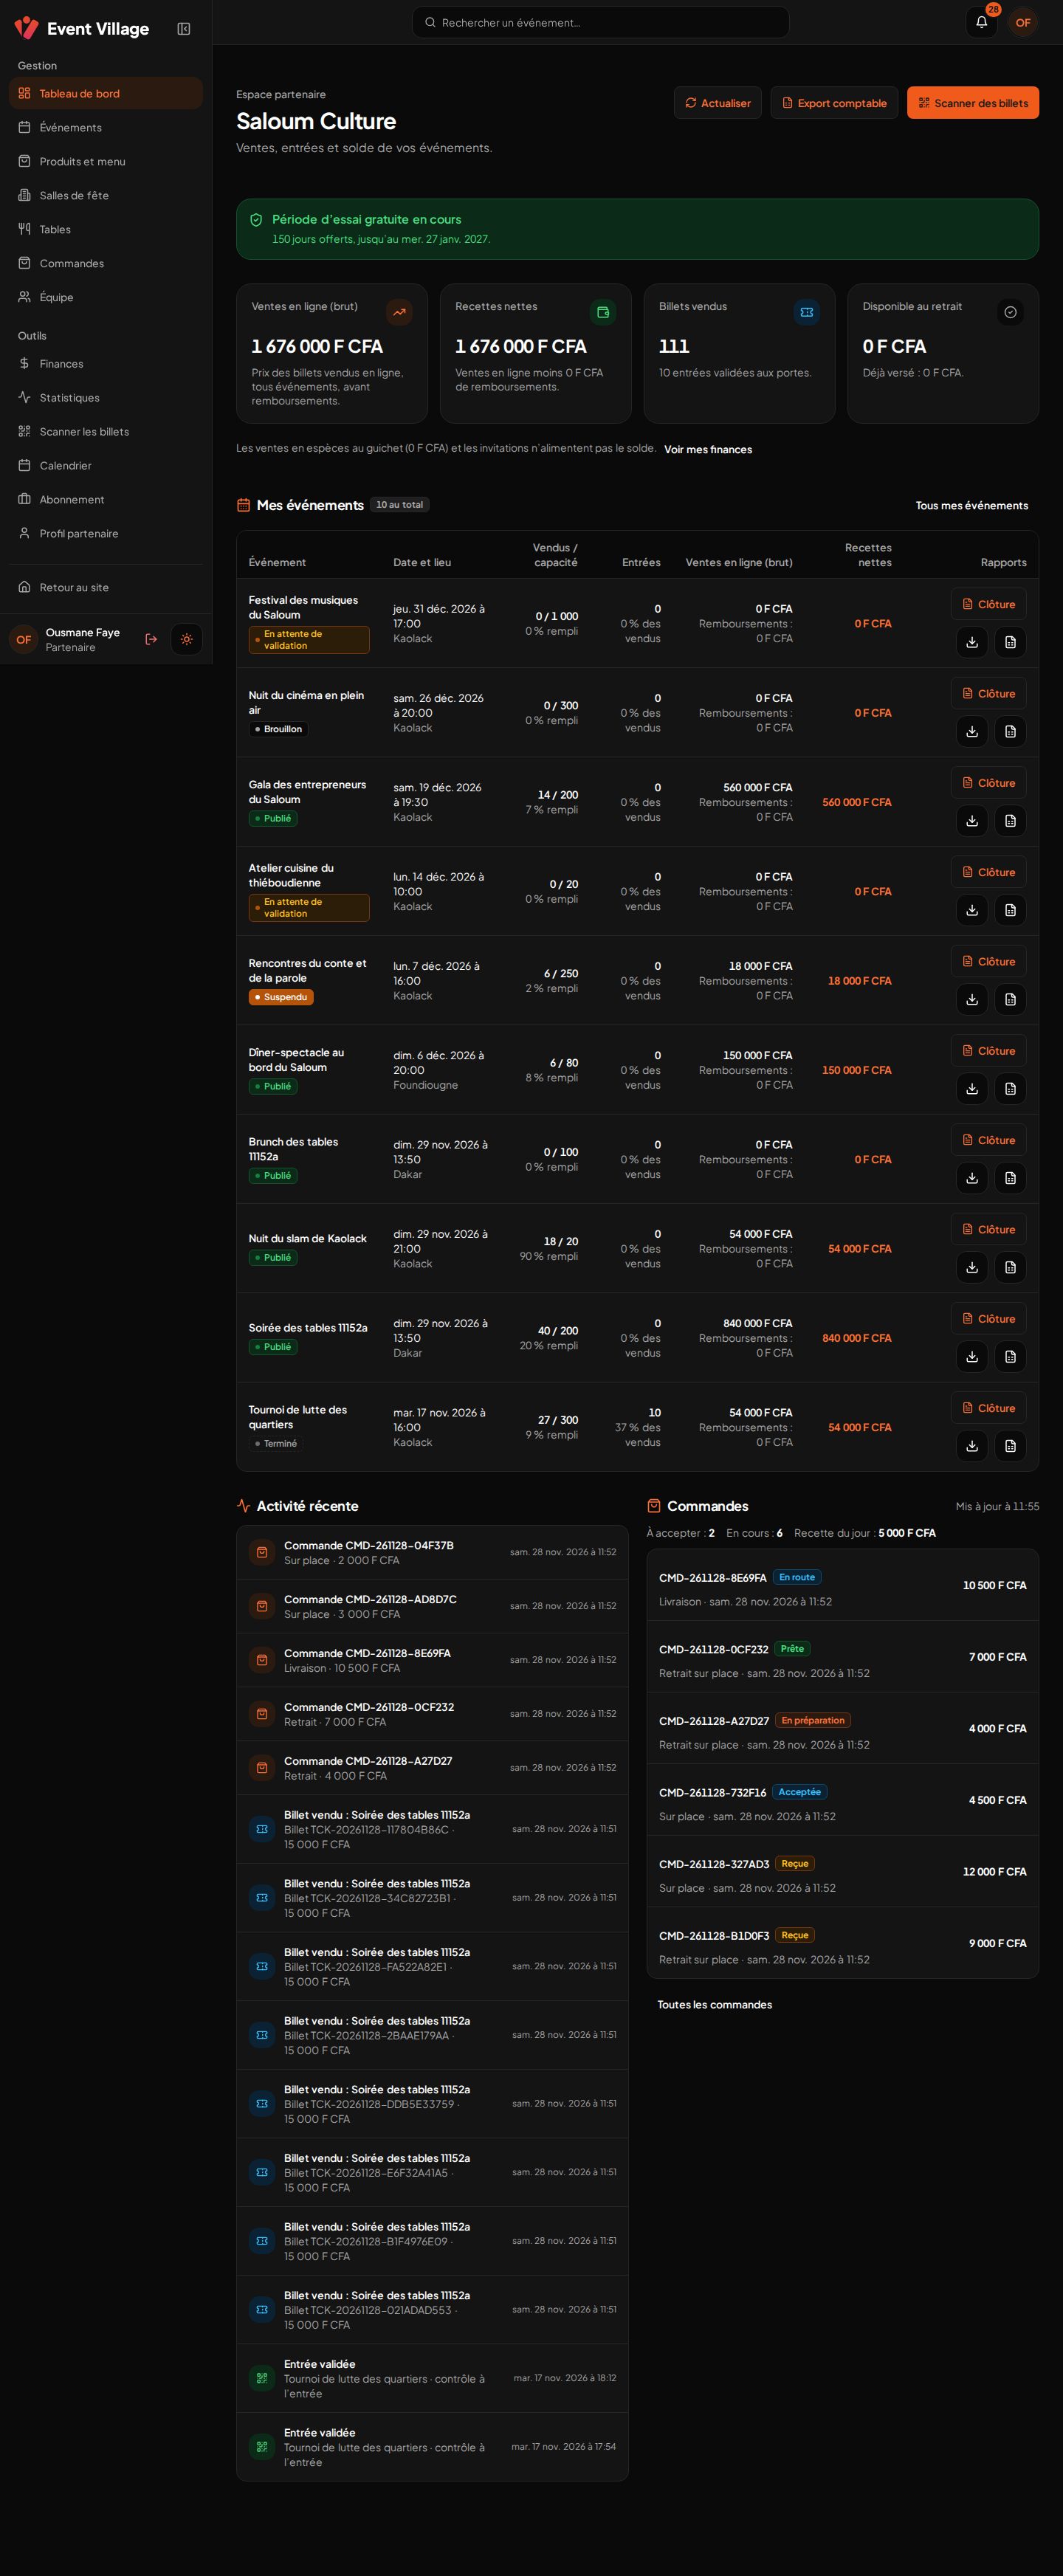 Event Village
Rechercher un événement...
28
OF
Gestion
Tableau de bord
Événements
Produits et menu
Salles de fête
Tables
Commandes
Équipe
Outils
Finances
Statistiques
Scanner les billets
Calendrier
Abonnement
Profil partenaire
Retour au site
OF
Ousmane Faye
Partenaire
Espace partenaire
Saloum Culture
Ventes, entrées et solde de vos événements.
Actualiser
Export comptable
Scanner des billets
Période d'essai gratuite en cours
150 jours offerts, jusqu'au mer. 27 janv. 2027.
Ventes en ligne (brut)
1 676 000 F CFA
Prix des billets vendus en ligne,
tous événements, avant
remboursements.
Recettes nettes
1 676 000 F CFA
Ventes en ligne moins 0 F CFA
de remboursements.
Billets vendus
111
10 entrées validées aux portes.
Disponible au retrait
0 F CFA
Déjà versé : 0 F CFA.
Les ventes en espèces au guichet (0 F CFA) et les invitations n'alimentent pas le solde. Voir mes finances
Mes événements 10 au total
Tous mes événements
Événement
Date et lieu
Vendus /
capacité
Entrées
Ventes en ligne (brut)
Recettes
nettes
Rapports
Festival des musiques
du Saloum
En attente de
validation
jeu. 31 déc. 2026 à
17:00
Kaolack
0 / 1 000
0 % rempli
0
0 % des
vendus
0 F CFA
Remboursements :
0 F CFA
0 F CFA
Clôture
Nuit du cinéma en plein
air
Brouillon
sam. 26 déc. 2026
à 20:00
Kaolack
0 / 300
0 % rempli
0
0 % des
vendus
0 F CFA
Remboursements :
0 F CFA
0 F CFA
Clôture
Gala des entrepreneurs
du Saloum
Publié
sam. 19 déc. 2026
à 19:30
Kaolack
14 / 200
7 % rempli
0
0 % des
vendus
560 000 F CFA
Remboursements :
0 F CFA
560 000 F CFA
Clôture
Atelier cuisine du
thiéboudienne
En attente de
validation
lun. 14 déc. 2026 à
10:00
Kaolack
0 / 20
0 % rempli
0
0 % des
vendus
0 F CFA
Remboursements :
0 F CFA
0 F CFA
Clôture
Rencontres du conte et
de la parole
Suspendu
lun. 7 déc. 2026 à
16:00
Kaolack
6 / 250
2 % rempli
0
0 % des
vendus
18 000 F CFA
Remboursements :
0 F CFA
18 000 F CFA
Clôture
Dîner-spectacle au
bord du Saloum
Publié
dim. 6 déc. 2026 à
20:00
Foundiougne
6 / 80
8 % rempli
0
0 % des
vendus
150 000 F CFA
Remboursements :
0 F CFA
150 000 F CFA
Clôture
Brunch des tables
11152a
Publié
dim. 29 nov. 2026 à
13:50
Dakar
0 / 100
0 % rempli
0
0 % des
vendus
0 F CFA
Remboursements :
0 F CFA
0 F CFA
Clôture
Nuit du slam de Kaolack
Publié
dim. 29 nov. 2026 à
21:00
Kaolack
18 / 20
90 % rempli
0
0 % des
vendus
54 000 F CFA
Remboursements :
0 F CFA
54 000 F CFA
Clôture
Soirée des tables 11152a
Publié
dim. 29 nov. 2026 à
13:50
Dakar
40 / 200
20 % rempli
0
0 % des
vendus
840 000 F CFA
Remboursements :
0 F CFA
840 000 F CFA
Clôture
Tournoi de lutte des
quartiers
Terminé
mar. 17 nov. 2026 à
16:00
Kaolack
27 / 300
9 % rempli
10
37 % des
vendus
54 000 F CFA
Remboursements :
0 F CFA
54 000 F CFA
Clôture
Activité récente
Commande CMD-261128-04F37B
Sur place · 2 000 F CFA
sam. 28 nov. 2026 à 11:52
Commande CMD-261128-AD8D7C
Sur place · 3 000 F CFA
sam. 28 nov. 2026 à 11:52
Commande CMD-261128-8E69FA
Livraison · 10 500 F CFA
sam. 28 nov. 2026 à 11:52
Commande CMD-261128-0CF232
Retrait · 7 000 F CFA
sam. 28 nov. 2026 à 11:52
Commande CMD-261128-A27D27
Retrait · 4 000 F CFA
sam. 28 nov. 2026 à 11:52
Billet vendu : Soirée des tables 11152a
Billet TCK-20261128-117804B86C ·
15 000 F CFA
sam. 28 nov. 2026 à 11:51
Billet vendu : Soirée des tables 11152a
Billet TCK-20261128-34C82723B1 ·
15 000 F CFA
sam. 28 nov. 2026 à 11:51
Billet vendu : Soirée des tables 11152a
Billet TCK-20261128-FA522A82E1 ·
15 000 F CFA
sam. 28 nov. 2026 à 11:51
Billet vendu : Soirée des tables 11152a
Billet TCK-20261128-2BAAE179AA ·
15 000 F CFA
sam. 28 nov. 2026 à 11:51
Billet vendu : Soirée des tables 11152a
Billet TCK-20261128-DDB5E33759 ·
15 000 F CFA
sam. 28 nov. 2026 à 11:51
Billet vendu : Soirée des tables 11152a
Billet TCK-20261128-E6F32A41A5 ·
15 000 F CFA
sam. 28 nov. 2026 à 11:51
Billet vendu : Soirée des tables 11152a
Billet TCK-20261128-B1F4976E09 ·
15 000 F CFA
sam. 28 nov. 2026 à 11:51
Billet vendu : Soirée des tables 11152a
Billet TCK-20261128-021ADAD553 ·
15 000 F CFA
sam. 28 nov. 2026 à 11:51
Entrée validée
Tournoi de lutte des quartiers · contrôle à
l'entrée
mar. 17 nov. 2026 à 18:12
Entrée validée
Tournoi de lutte des quartiers · contrôle à
l'entrée
mar. 17 nov. 2026 à 17:54
Commandes
Mis à jour à 11:55
À accepter : 2 En cours : 6 Recette du jour : 5 000 F CFA
CMD-261128-8E69FA En route
Livraison · sam. 28 nov. 2026 à 11:52
10 500 F CFA
CMD-261128-0CF232 Prête
Retrait sur place · sam. 28 nov. 2026 à 11:52
7 000 F CFA
CMD-261128-A27D27 En préparation
Retrait sur place · sam. 28 nov. 2026 à 11:52
4 000 F CFA
CMD-261128-732F16 Acceptée
Sur place · sam. 28 nov. 2026 à 11:52
4 500 F CFA
CMD-261128-327AD3 Reçue
Sur place · sam. 28 nov. 2026 à 11:52
12 000 F CFA
CMD-261128-B1D0F3 Reçue
Retrait sur place · sam. 28 nov. 2026 à 11:52
9 000 F CFA
Toutes les commandes